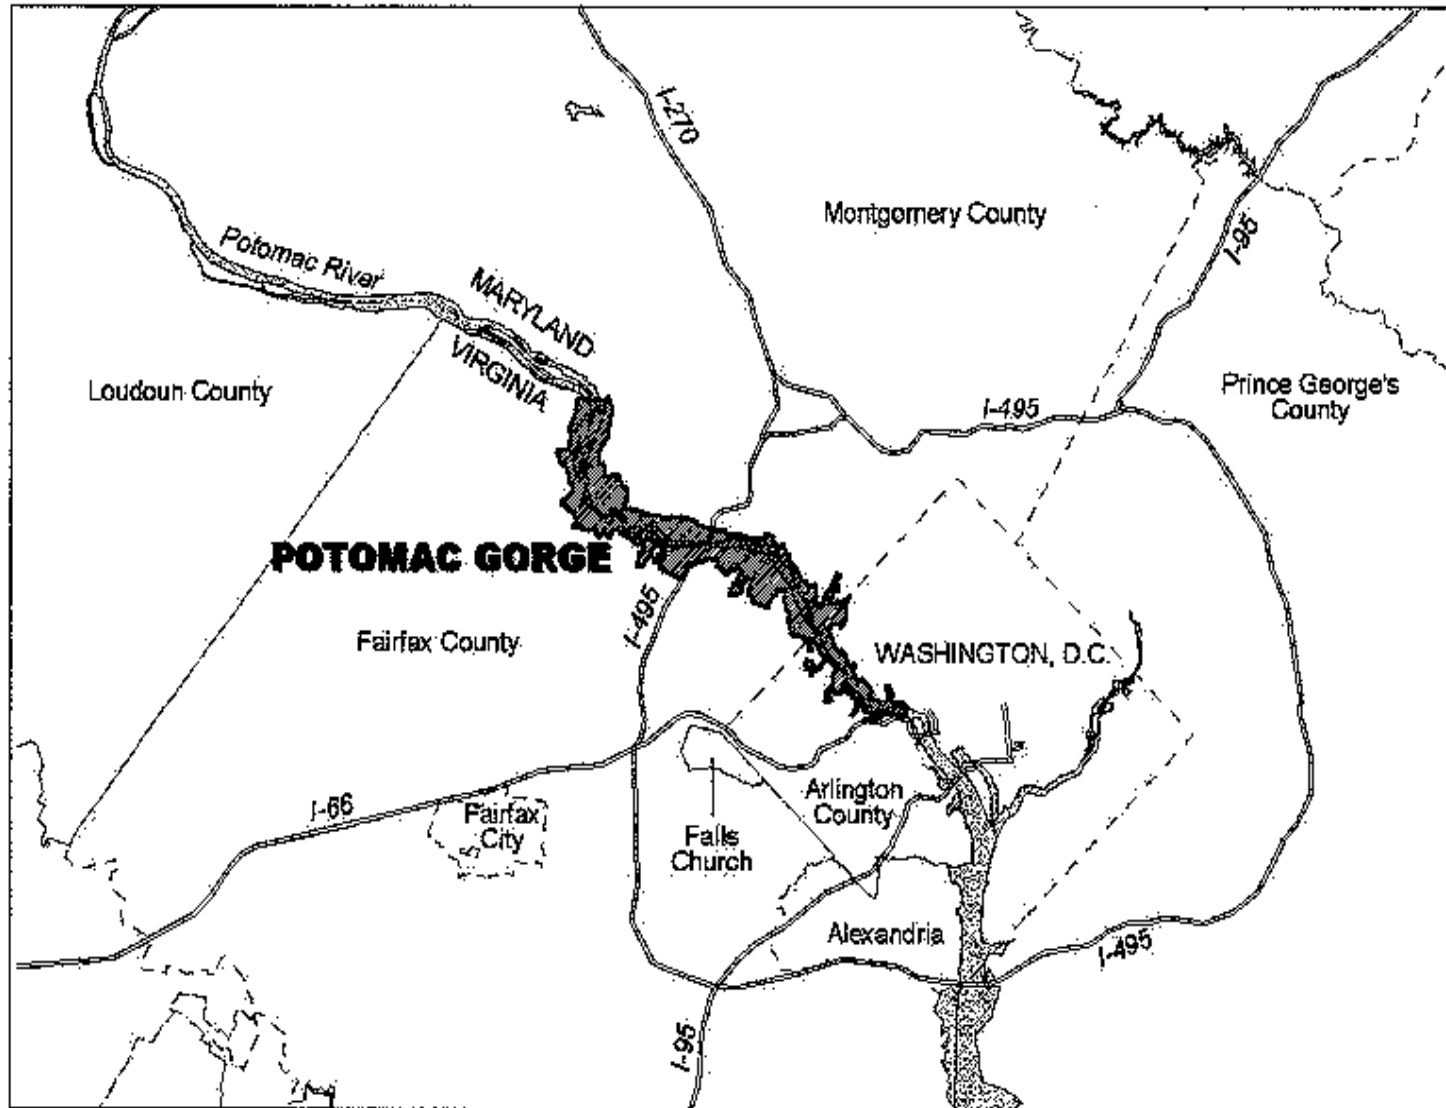 I-270
Montgomery County
I-95
Potomac River
MARYLAND
VIRGINIA
Loudoun County
Prince George's
County
I-495
POTOMAC GORGE
I-495
Fairfax County
WASHINGTON, D.C.
I-66
Fairfax
City
Falls
Church
Arlington
County
Alexandria
I-495
I-95